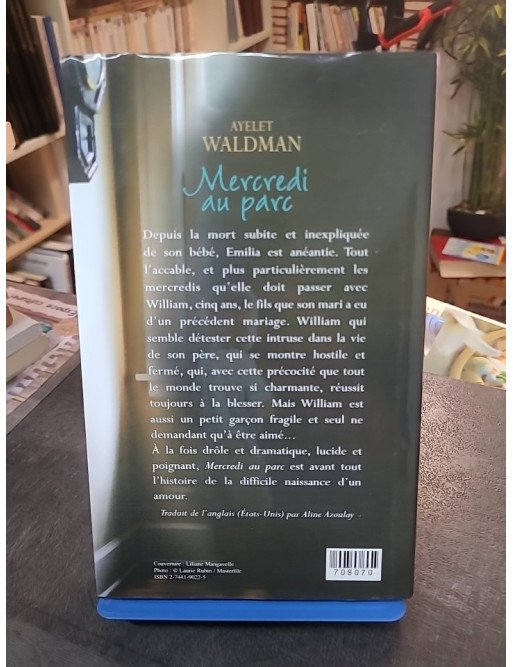 AYELET
WALDMAN
Mercredi
au parc
Depuis la mort subite et inexpliquée
de son bébé, Emilia est anéantie. Tout
l'accable, et plus particulièrement les
mercredis qu'elle doit passer avec
William, cinq ans, le fils que son mari a eu
d'un précédent mariage. William qui
semble détester cette intruse dans la vie
de son père, qui se montre hostile et
fermé, qui, avec cette précocité que tout
le monde trouve si charmante, réussit
toujours à la blesser. Mais William est
aussi un petit garçon fragile et seul ne
demandant qu'à être aimé...
À la fois drôle et dramatique, lucide et
poignant, Mercredi au parc est avant tout
l'histoire de la difficile naissance d'un
amour.
Traduit de l'anglais (États-Unis) par Aline Azoulay
Couverture : Liliane Mangavelle
Photo : © Laurie Rubin / Masterfile
ISBN 2-7441-9022-5
708070